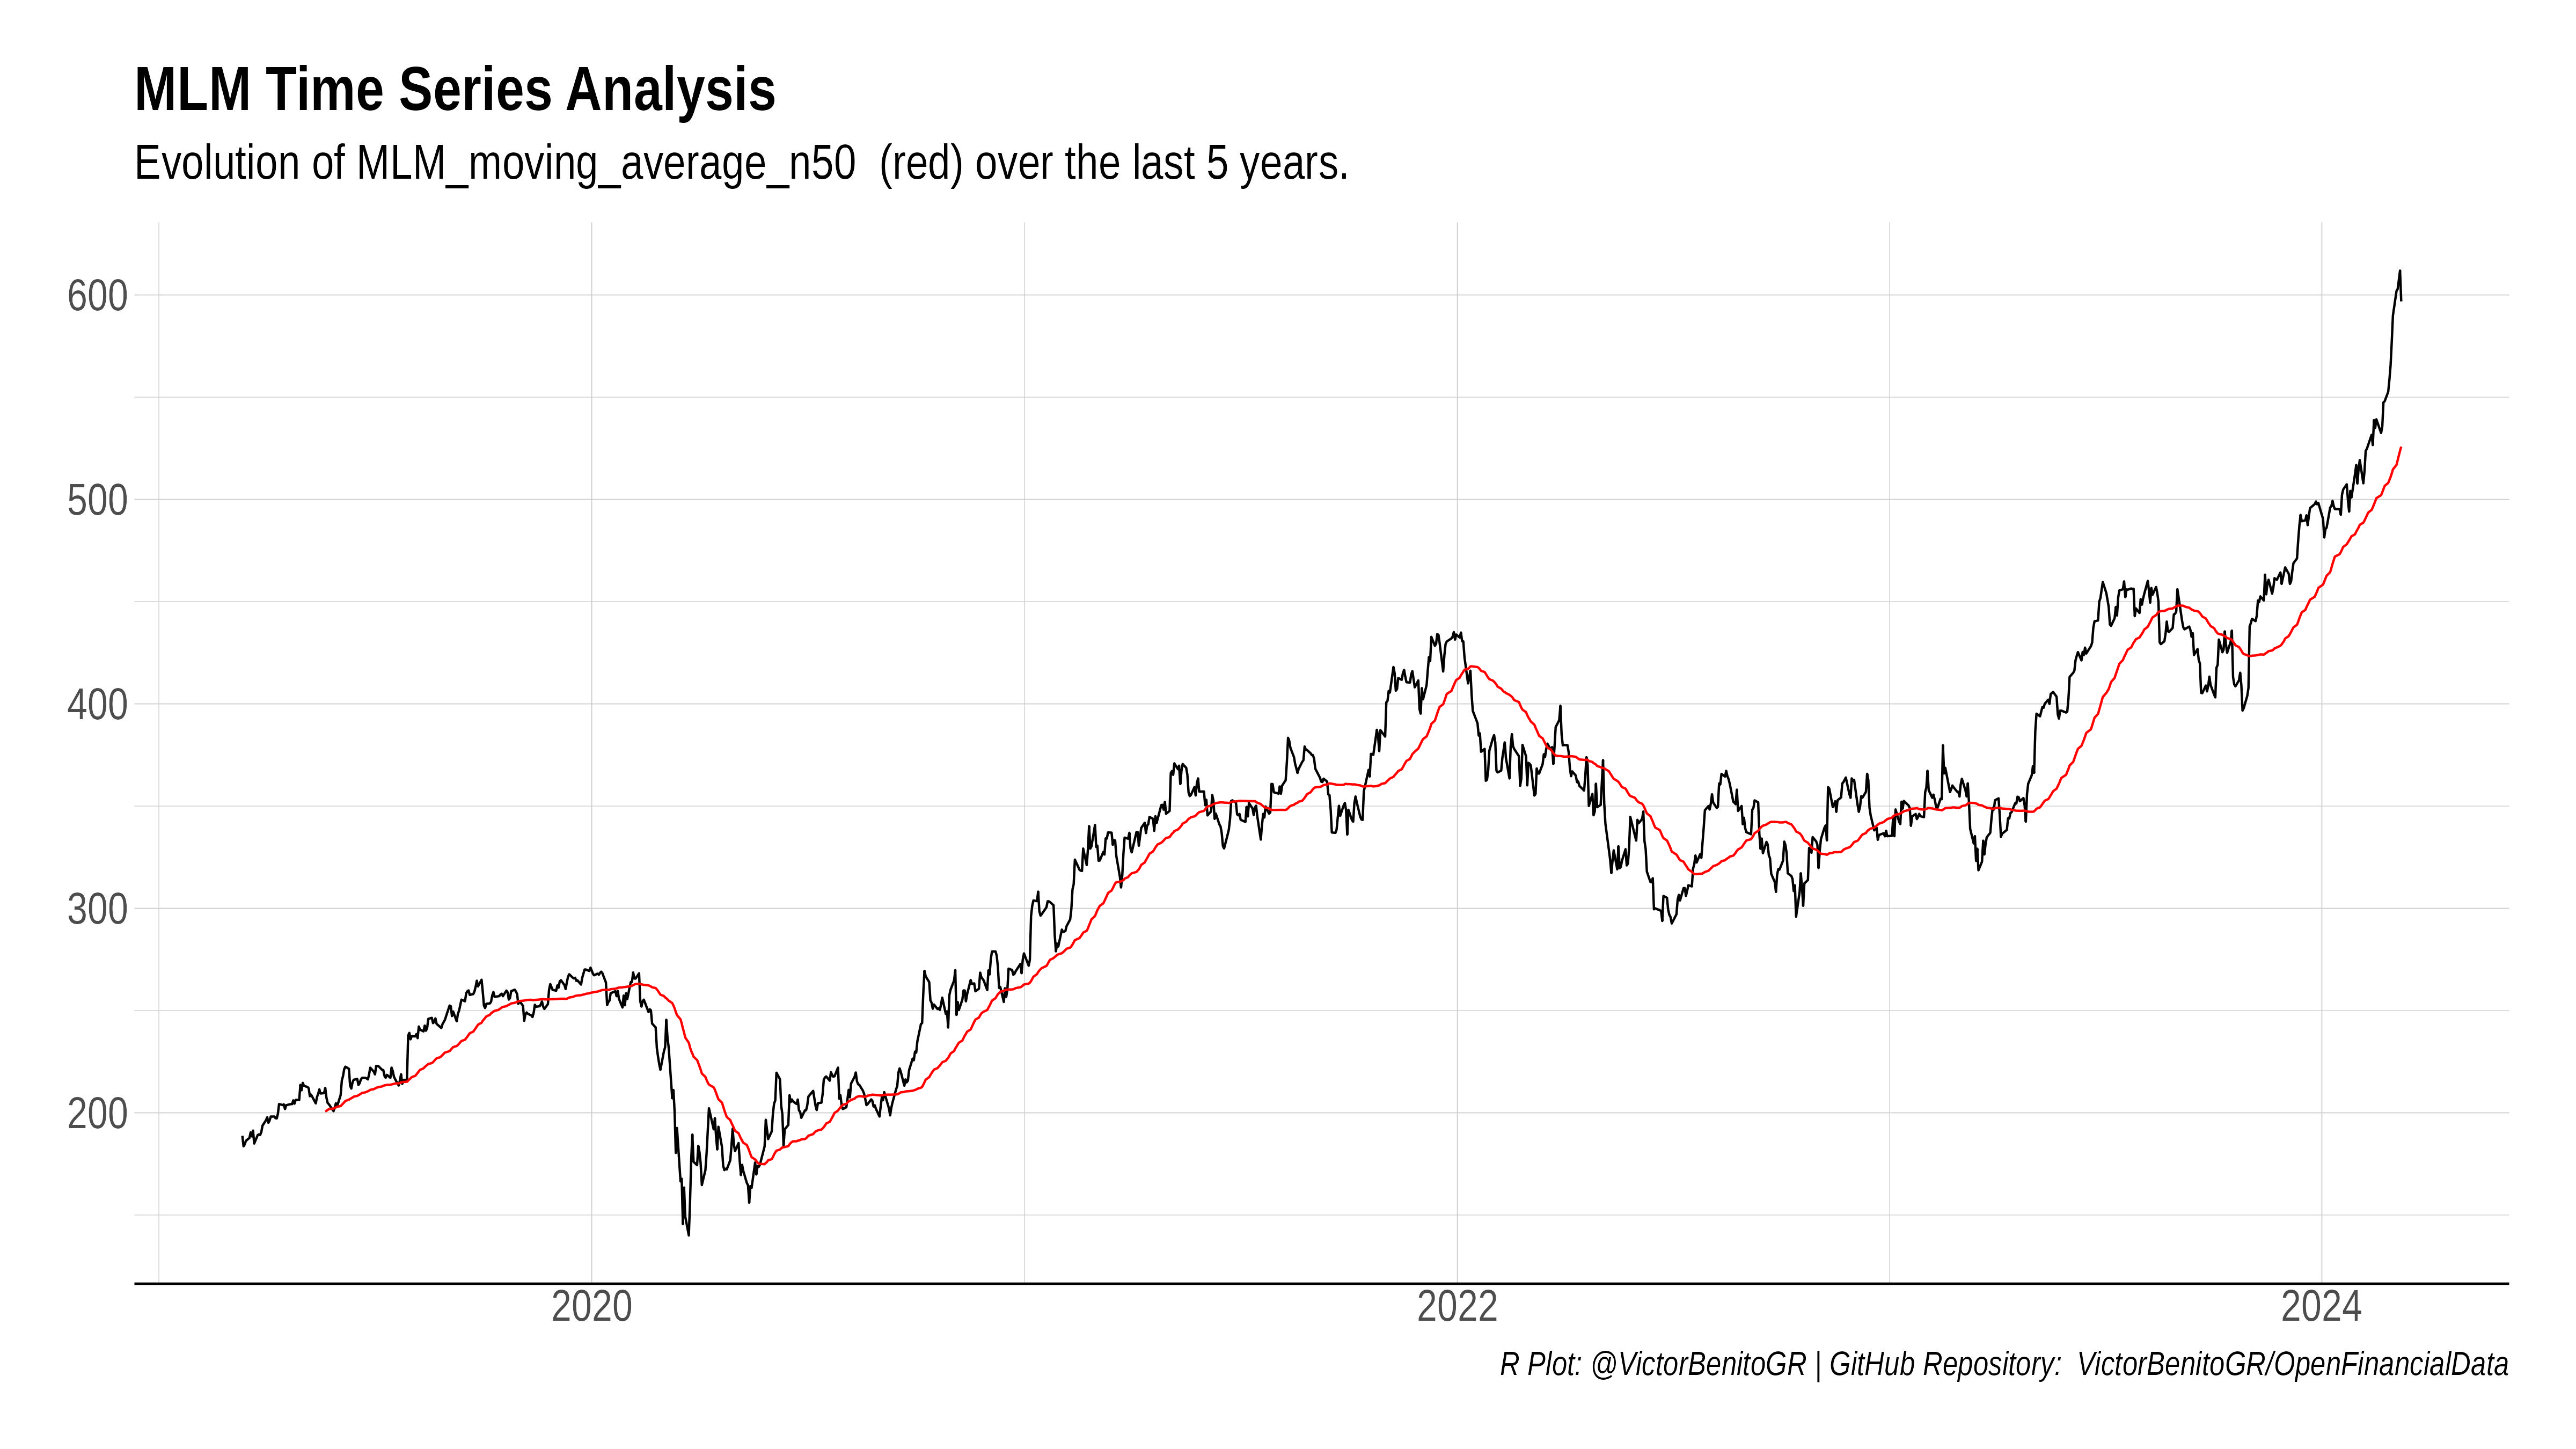 MLM Time Series Analysis
Evolution of MLM_moving_average_n50  (red) over the last 5 years.
600
500
400
300
200
2020 2022 2024
R Plot: @VictorBenitoGR | GitHub Repository:  VictorBenitoGR/OpenFinancialData